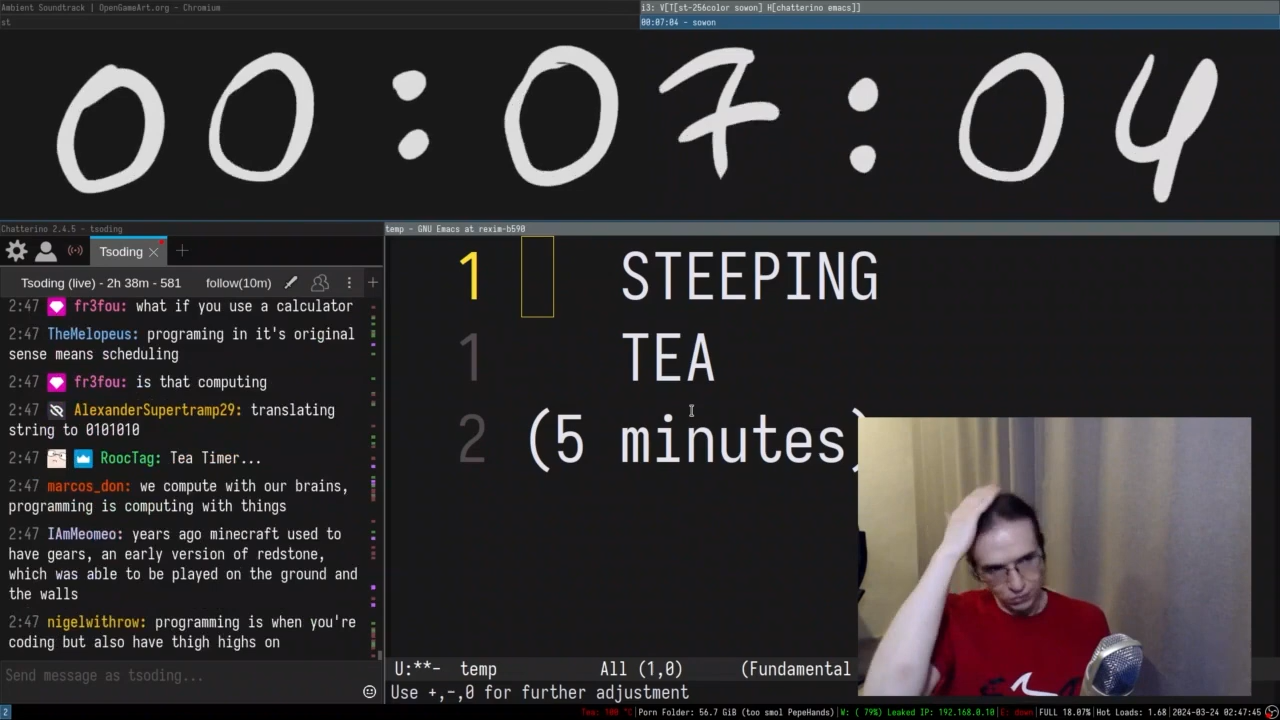 Ambient Soundtrack | OpenGameArt.org - Chromium
i3: V[T[st-256color sowon] H[chatterino emacs]]
st
00:07:04 - sowon
00:07:04
Chatterino 2.4.5 - tsoding
temp - GNU Emacs at rexim-b590
Tsoding
Tsoding (live) - 2h 38m - 581
follow(10m)
2:47 fr3fou: what if you use a calculator
2:47 TheMelopeus: programing in it's original
sense means scheduling
2:47 fr3fou: is that computing
2:47 AlexanderSupertramp29: translating
string to 0101010
2:47 RoocTag: Tea Timer...
2:47 marcos_don: we compute with our brains,
programming is computing with things
2:47 IAmMeomeo: years ago minecraft used to
have gears, an early version of redstone,
which was able to be played on the ground and
the walls
2:47 nigelwithrow: programming is when you're
coding but also have thigh highs on
Send message as tsoding...
1 STEEPING
1 TEA
2 (5 minutes)
U:**- temp All (1,0) (Fundamental
Use +,-,0 for further adjustment
2
Tea: 100 °C|Porn Folder: 56.7 GiB (too smol PepeHands)|W: ( 79%) Leaked IP: 192.168.0.10|E: down|FULL 18.07%|Hot Loads: 1.68|2024-03-24 02:47:45